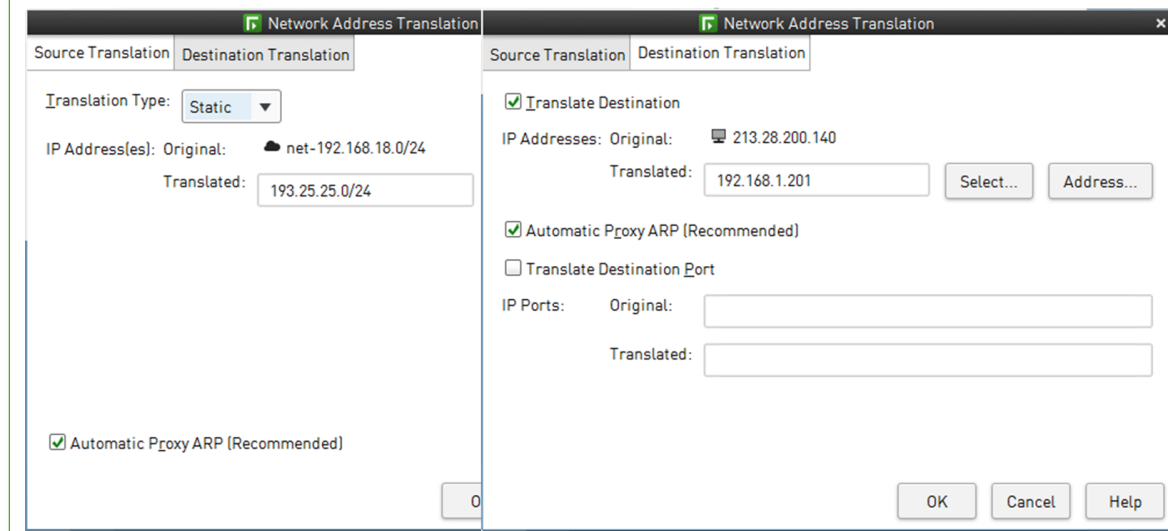 Network Address Translation
Source Translation Destination Translation
Translation Type: Static
IP Address(es): Original: net-192.168.18.0/24
Translated: 193.25.25.0/24
Automatic Proxy ARP (Recommended)
Network Address Translation
Source Translation Destination Translation
Translate Destination
IP Addresses: Original: 213.28.200.140
Translated: 192.168.1.201 Select... Address...
Automatic Proxy ARP (Recommended)
Translate Destination Port
IP Ports: Original:
Translated:
OK Cancel Help